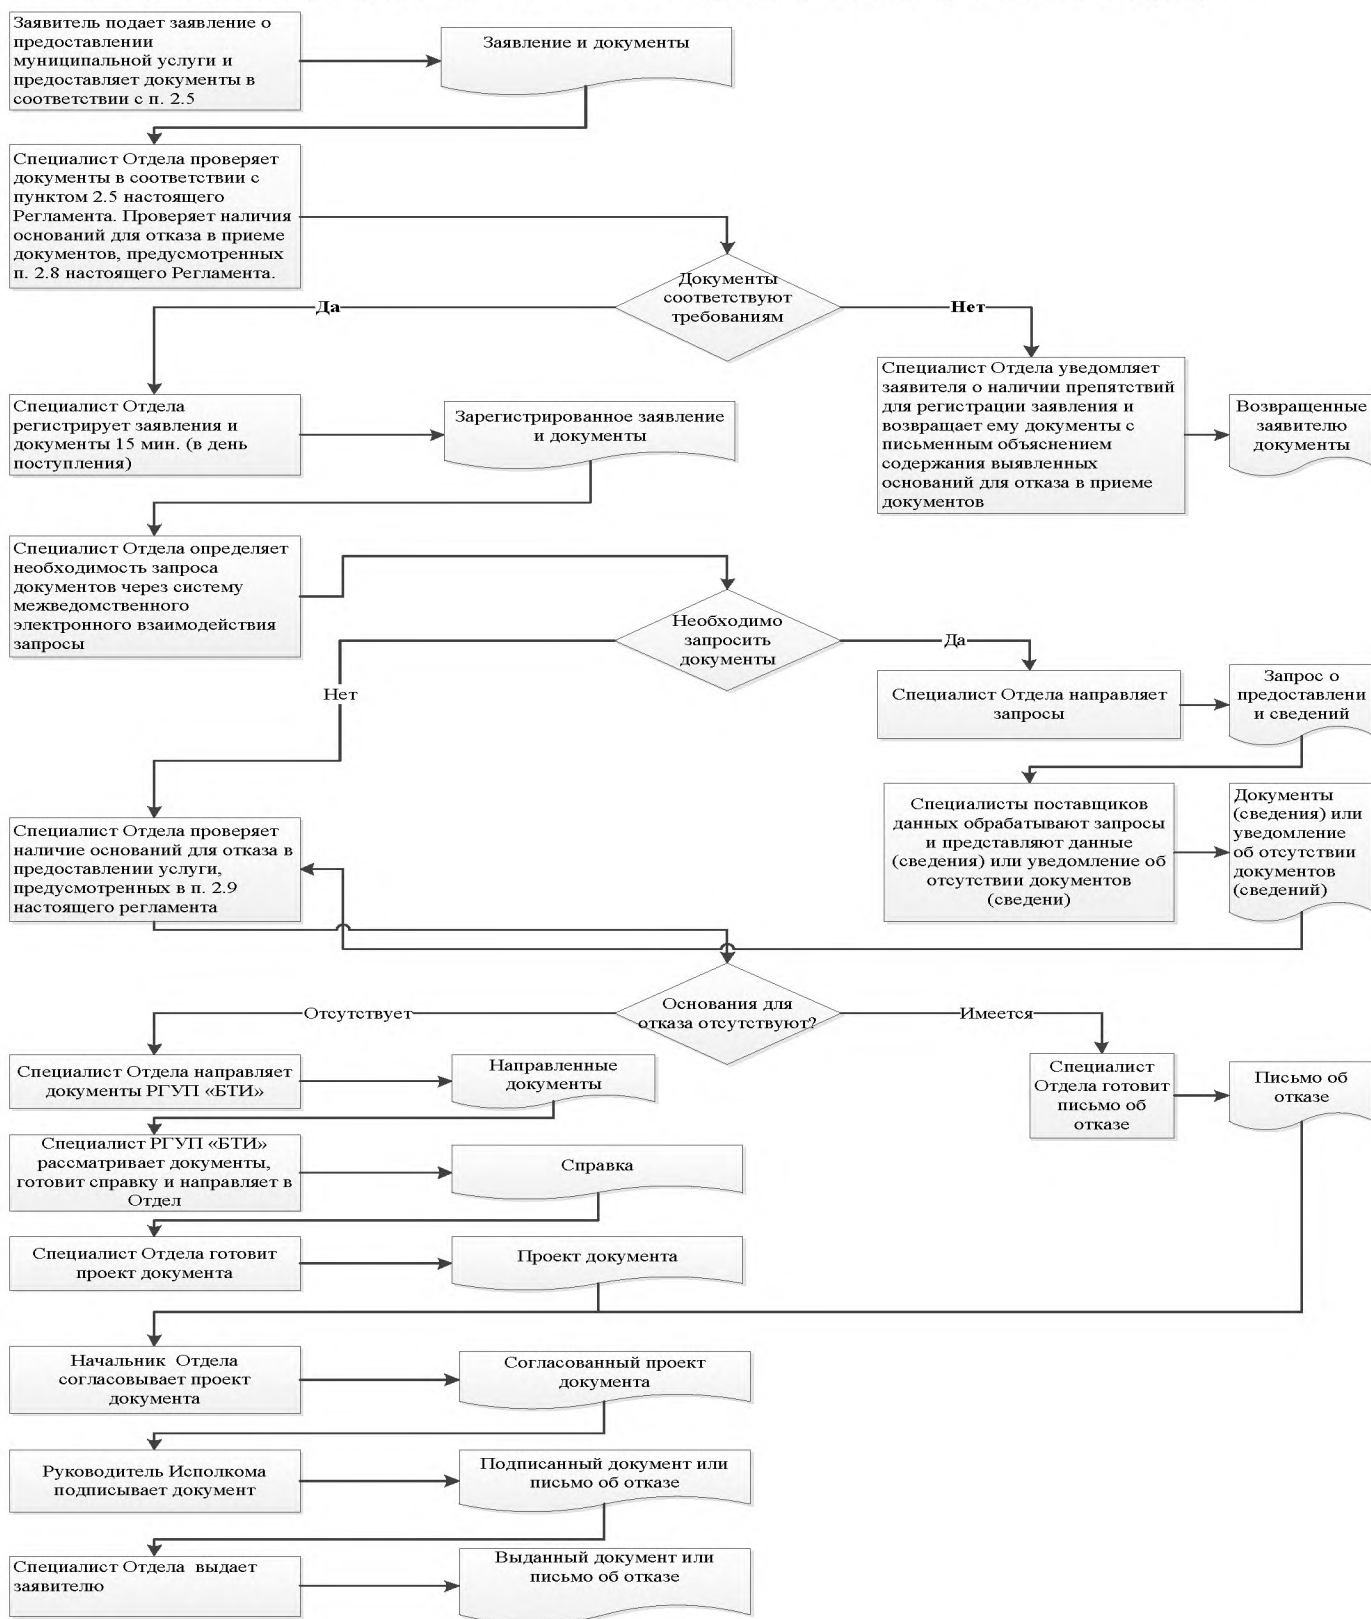 Заявитель подает заявление о
предоставлении
муниципальной услуги и
предоставляет документы в
соответствии с п. 2.5
Заявление и документы
Специалист Отдела проверяет
документы в соответствии с
пунктом 2.5 настоящего
Регламента. Проверяет наличия
оснований для отказа в приеме
документов, предусмотренных
п. 2.8 настоящего Регламента.
Документы
соответствуют
требованиям
Да
Нет
Специалист Отдела
регистрирует заявления и
документы 15 мин. (в день
поступления)
Зарегистрированное заявление
и документы
Специалист Отдела уведомляет
заявителя о наличии препятствий
для регистрации заявления и
возвращает ему документы с
письменным объяснением
содержания выявленных
оснований для отказа в приеме
документов
Возвращенные
заявителю
документы
Специалист Отдела определяет
необходимость запроса
документов через систему
межведомственного
электронного взаимодействия
запросы
Необходимо
запросить
документы
Да
Нет
Специалист Отдела направляет
запросы
Запрос о
предоставлени
и сведений
Специалисты поставщиков
данных обрабатывают запросы
и представляют данные
(сведения) или уведомление об
отсутствии документов
(сведени)
Документы
(сведения) или
уведомление
об отсутствии
документов
(сведений)
Специалист Отдела проверяет
наличие оснований для отказа в
предоставлении услуги,
предусмотренных в п. 2.9
настоящего регламента
Основания для
отказа отсутствуют?
Отсутствует
Имеется
Специалист Отдела направляет
документы РГУП «БТИ»
Направленные
документы
Специалист
Отдела готовит
письмо об
отказе
Письмо об
отказе
Специалист РГУП «БТИ»
рассматривает документы,
готовит справку и направляет в
Отдел
Справка
Специалист Отдела готовит
проект документа
Проект документа
Начальник  Отдела
согласовывает проект
документа
Согласованный проект
документа
Руководитель Исполкома
подписывает документ
Подписанный документ или
письмо об отказе
Специалист Отдела  выдает
заявителю
Выданный документ или
письмо об отказе